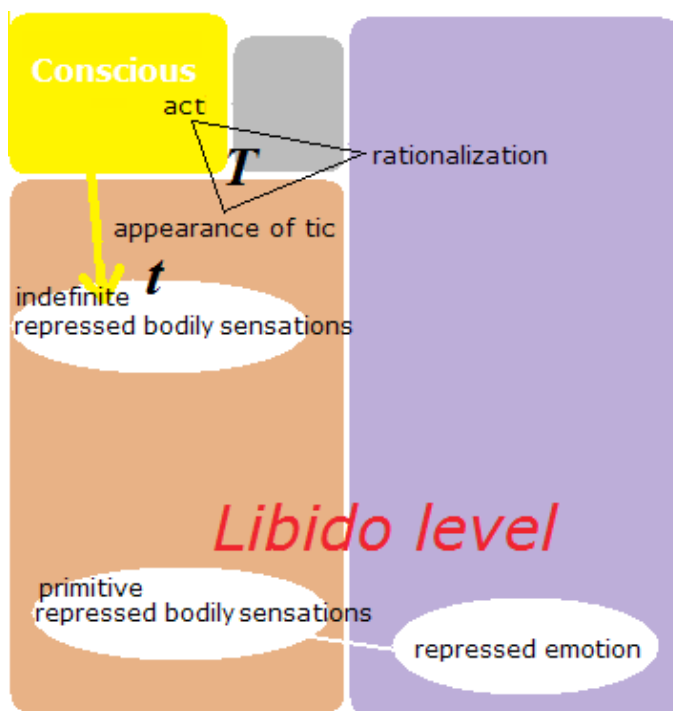 Conscious
act
T
rationalization
appearance of tic
t
indefinite
repressed bodily sensations
Libido level
primitive
repressed bodily sensations
repressed emotion